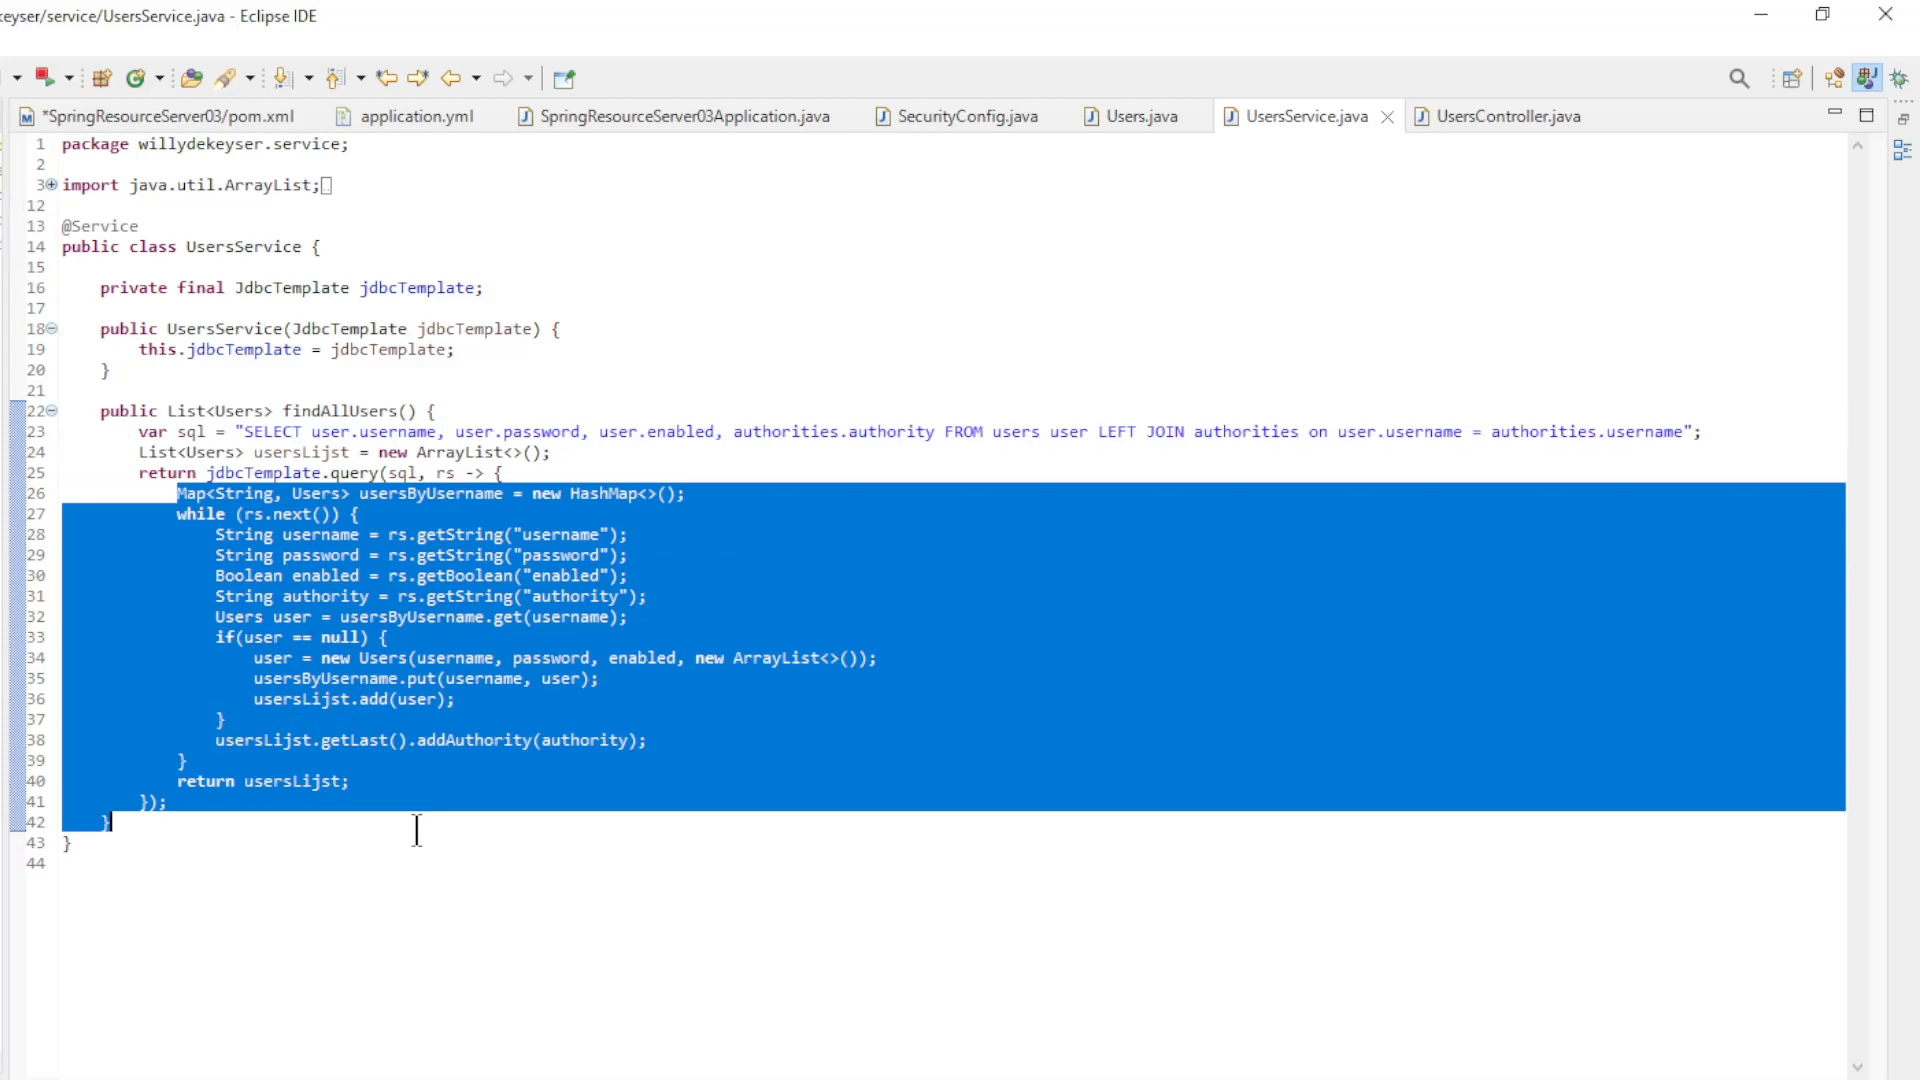 keyser/service/UsersService.java - Eclipse IDE
*SpringResourceServer03/pom.xml application.yml SpringResourceServer03Application.java SecurityConfig.java Users.java UsersService.java UsersController.java
1 package willydekeyser.service;
2
3 import java.util.ArrayList;
12
13 @Service
14 public class UsersService {
15
16 private final JdbcTemplate jdbcTemplate;
17
18 public UsersService(JdbcTemplate jdbcTemplate) {
19 this.jdbcTemplate = jdbcTemplate;
20 }
21
22 public List<Users> findAllUsers() {
23 var sql = "SELECT user.username, user.password, user.enabled, authorities.authority FROM users user LEFT JOIN authorities on user.username = authorities.username";
24 List<Users> usersLijst = new ArrayList<>();
25 return jdbcTemplate.query(sql, rs -> {
26 Map<String, Users> usersByUsername = new HashMap<>();
27 while (rs.next()) {
28 String username = rs.getString("username");
29 String password = rs.getString("password");
30 Boolean enabled = rs.getBoolean("enabled");
31 String authority = rs.getString("authority");
32 Users user = usersByUsername.get(username);
33 if(user == null) {
34 user = new Users(username, password, enabled, new ArrayList<>());
35 usersByUsername.put(username, user);
36 usersLijst.add(user);
37 }
38 usersLijst.getLast().addAuthority(authority);
39 }
40 return usersLijst;
41 });
42 }
43 }
44